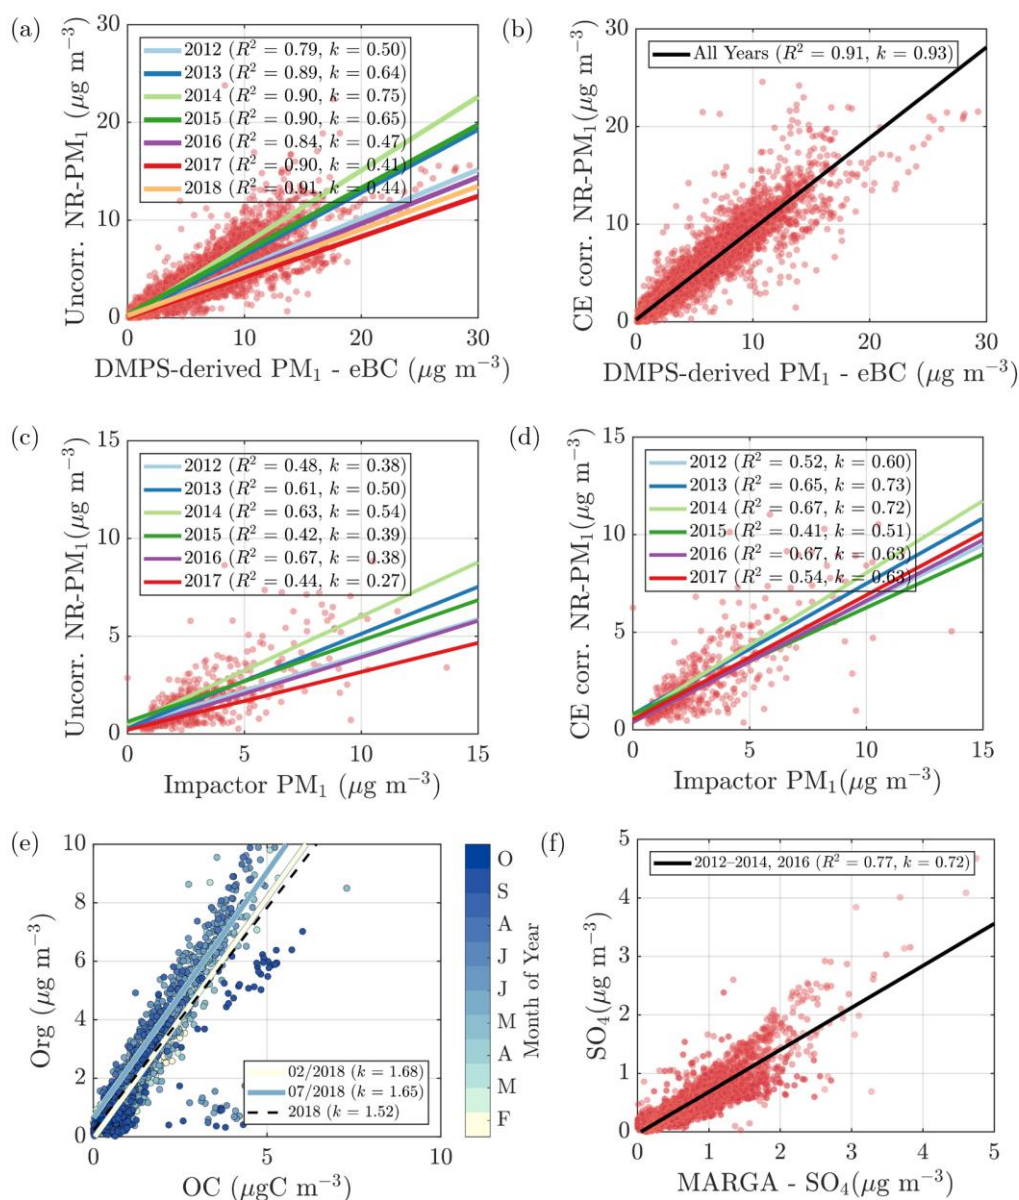 (a)
30
20
10
0
Uncorr. NR-PM₁ (μg m⁻³)
2012 (R² = 0.79, k = 0.50)
2013 (R² = 0.89, k = 0.64)
2014 (R² = 0.90, k = 0.75)
2015 (R² = 0.90, k = 0.65)
2016 (R² = 0.84, k = 0.47)
2017 (R² = 0.90, k = 0.41)
2018 (R² = 0.91, k = 0.44)
0 10 20 30
DMPS-derived PM₁ - eBC (μg m⁻³)
(b)
30
20
10
0
CE corr. NR-PM₁(μg m⁻³)
All Years (R² = 0.91, k = 0.93)
0 10 20 30
DMPS-derived PM₁ - eBC (μg m⁻³)
(c)
15
10
5
0
Uncorr. NR-PM₁(μg m⁻³)
2012 (R² = 0.48, k = 0.38)
2013 (R² = 0.61, k = 0.50)
2014 (R² = 0.63, k = 0.54)
2015 (R² = 0.42, k = 0.39)
2016 (R² = 0.67, k = 0.38)
2017 (R² = 0.44, k = 0.27)
0 5 10 15
Impactor PM₁ (μg m⁻³)
(d)
15
10
5
0
CE corr. NR-PM₁(μg m⁻³)
2012 (R² = 0.52, k = 0.60)
2013 (R² = 0.65, k = 0.73)
2014 (R² = 0.67, k = 0.72)
2015 (R² = 0.41, k = 0.51)
2016 (R² = 0.67, k = 0.63)
2017 (R² = 0.54, k = 0.63)
0 5 10 15
Impactor PM₁(μg m⁻³)
(e)
10
8
6
4
2
0
Org (μg m⁻³)
02/2018 (k = 1.68)
07/2018 (k = 1.65)
2018 (k = 1.52)
0 5 10
OC (μgC m⁻³)
O
S
A
J
J
M
A
M
F
Month of Year
(f)
5
4
3
2
1
0
SO₄(μg m⁻³)
2012–2014, 2016 (R² = 0.77, k = 0.72)
0 1 2 3 4 5
MARGA - SO₄(μg m⁻³)